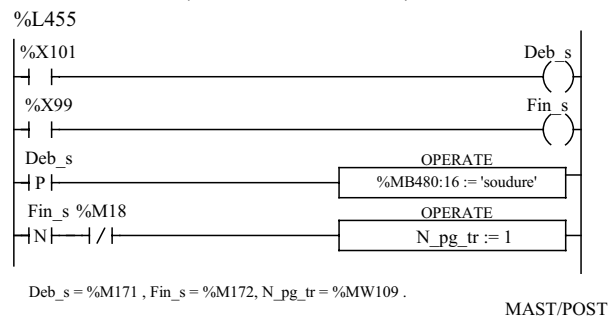 %L455
%X101 Deb_s
%X99 Fin_s
Deb_s OPERATE
P %MB480:16 := 'soudure'
Fin_s %M18 OPERATE
N N_pg_tr := 1
Deb_s = %M171 , Fin_s = %M172, N_pg_tr = %MW109 .
MAST/POST